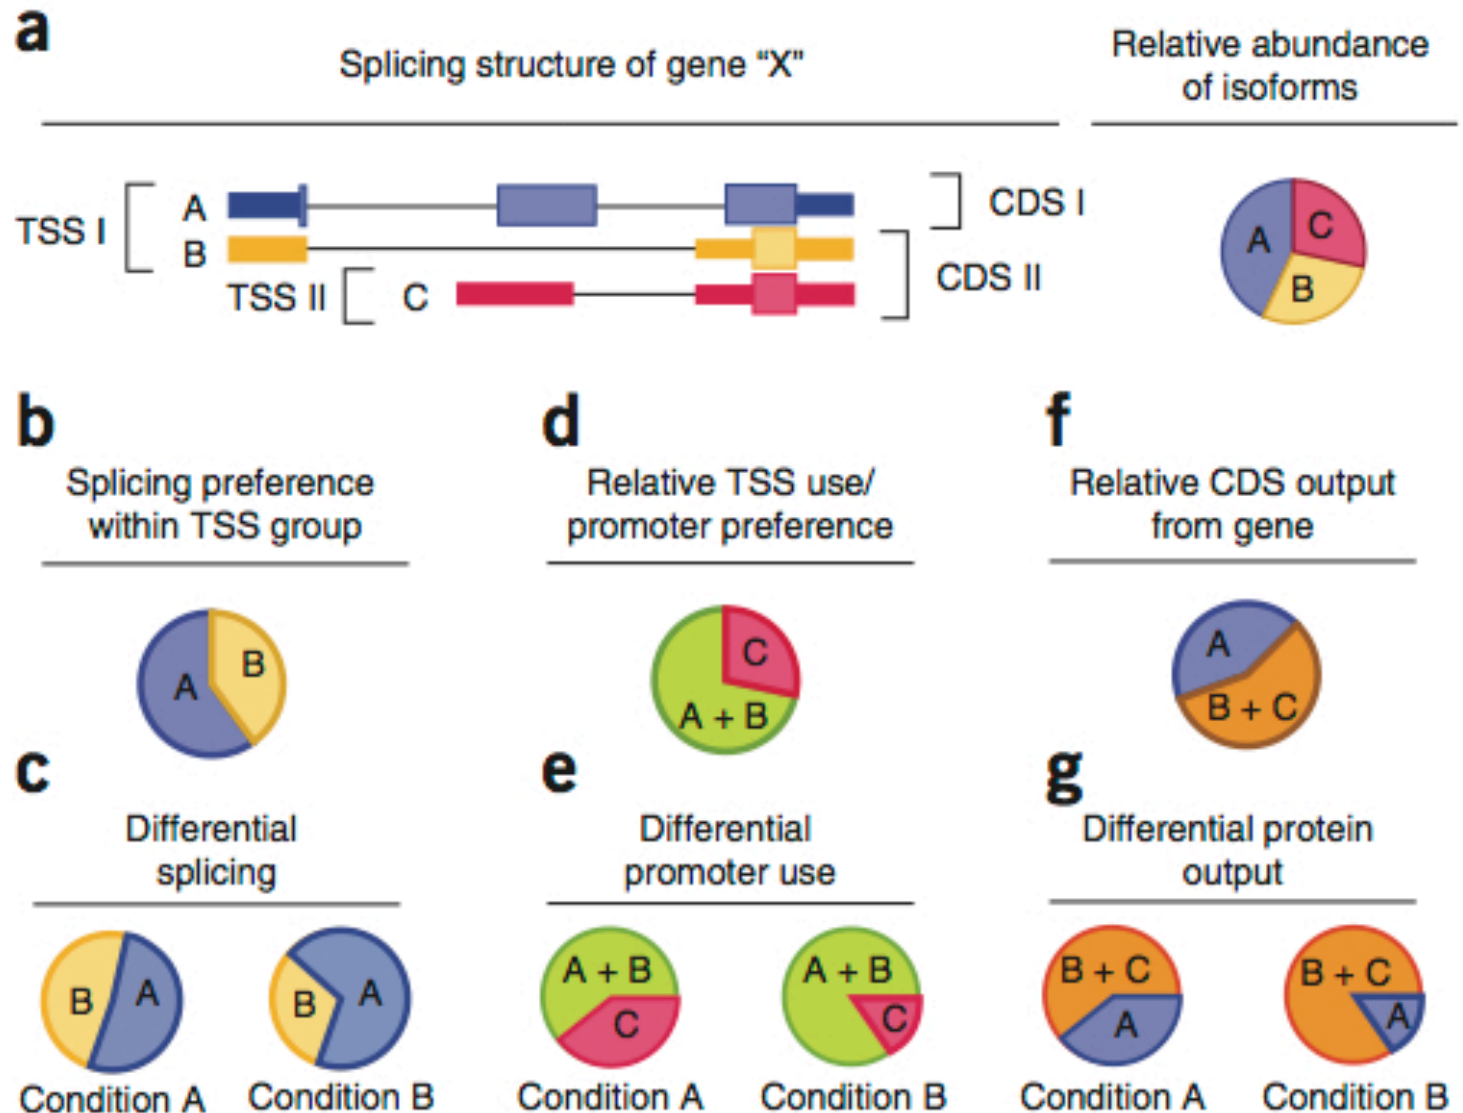 a
Splicing structure of gene “X”
Relative abundance
of isoforms
TSS I
A
B
TSS II
C
CDS I
CDS II
A
C
B
b
Splicing preference
within TSS group
A
B
d
Relative TSS use/
promoter preference
C
A + B
f
Relative CDS output
from gene
A
B + C
c
Differential
splicing
B
A
Condition A
B
A
Condition B
e
Differential
promoter use
A + B
C
Condition A
A + B
C
Condition B
g
Differential protein
output
B + C
A
Condition A
B + C
A
Condition B